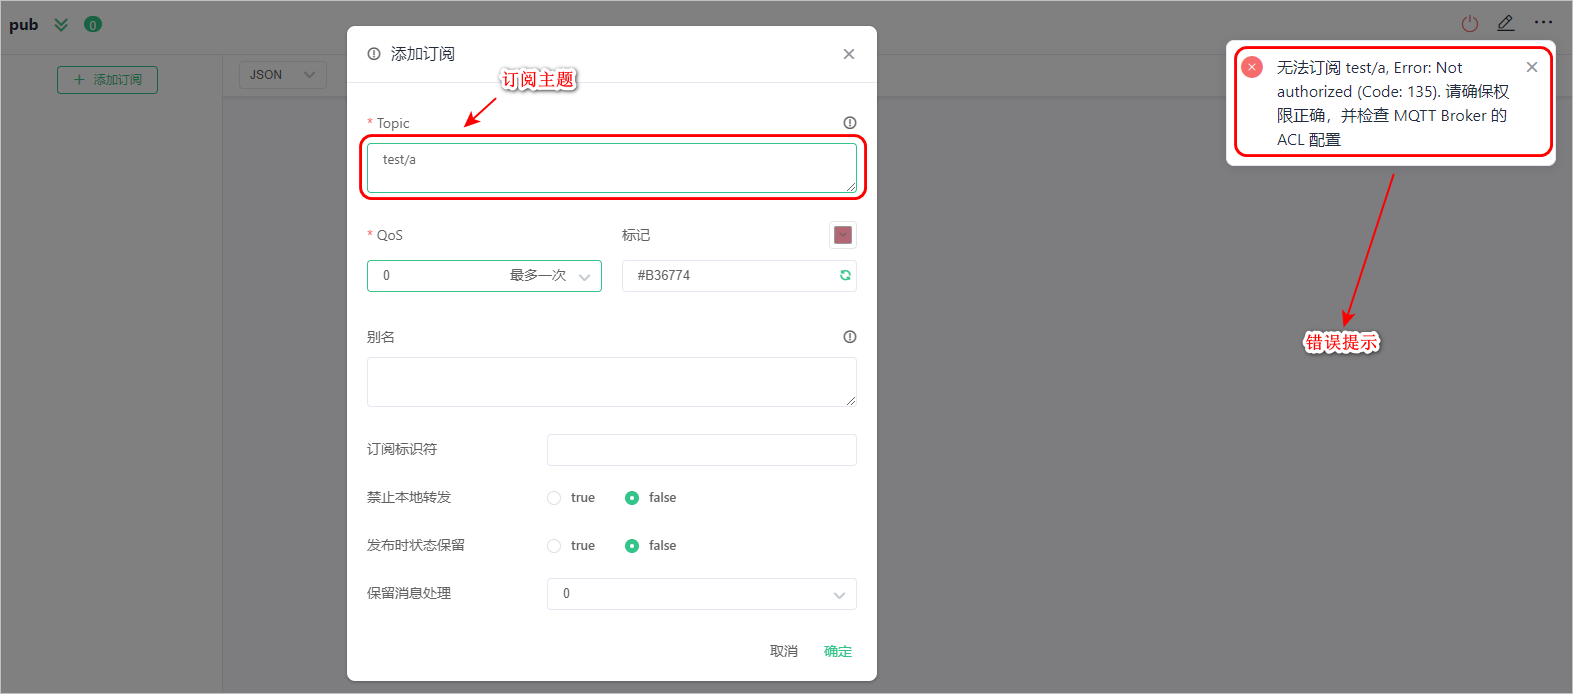 pub
0
添加订阅
JSON
添加订阅
订阅主题
* Topic
test/a
* QoS
标记
0
最多一次
#B36774
别名
订阅标识符
禁止本地转发
true
false
发布时状态保留
true
false
保留消息处理
0
取消
确定
无法订阅 test/a, Error: Not
authorized (Code: 135). 请确保权
限正确，并检查 MQTT Broker 的
ACL 配置
错误提示